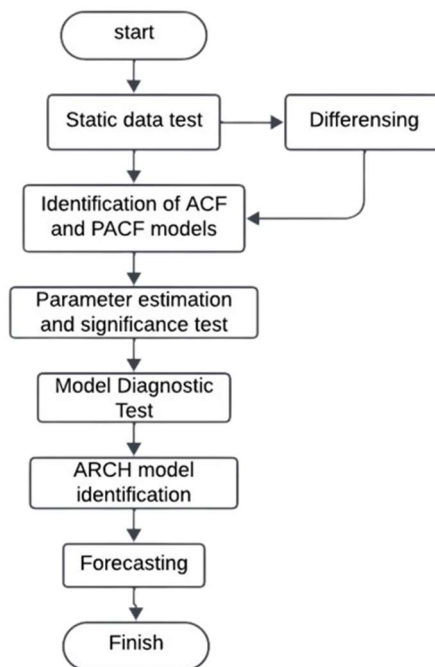 start
Static data test
Differensing
Identification of ACF
and PACF models
Parameter estimation
and significance test
Model Diagnostic
Test
ARCH model
identification
Forecasting
Finish